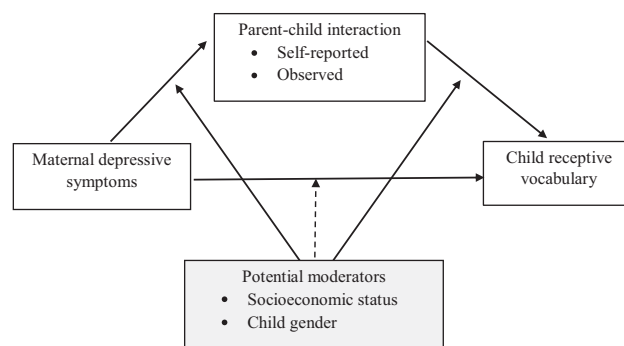 Parent-child interaction
• Self-reported
• Observed
Maternal depressive
symptoms
Child receptive
vocabulary
Potential moderators
• Socioeconomic status
• Child gender